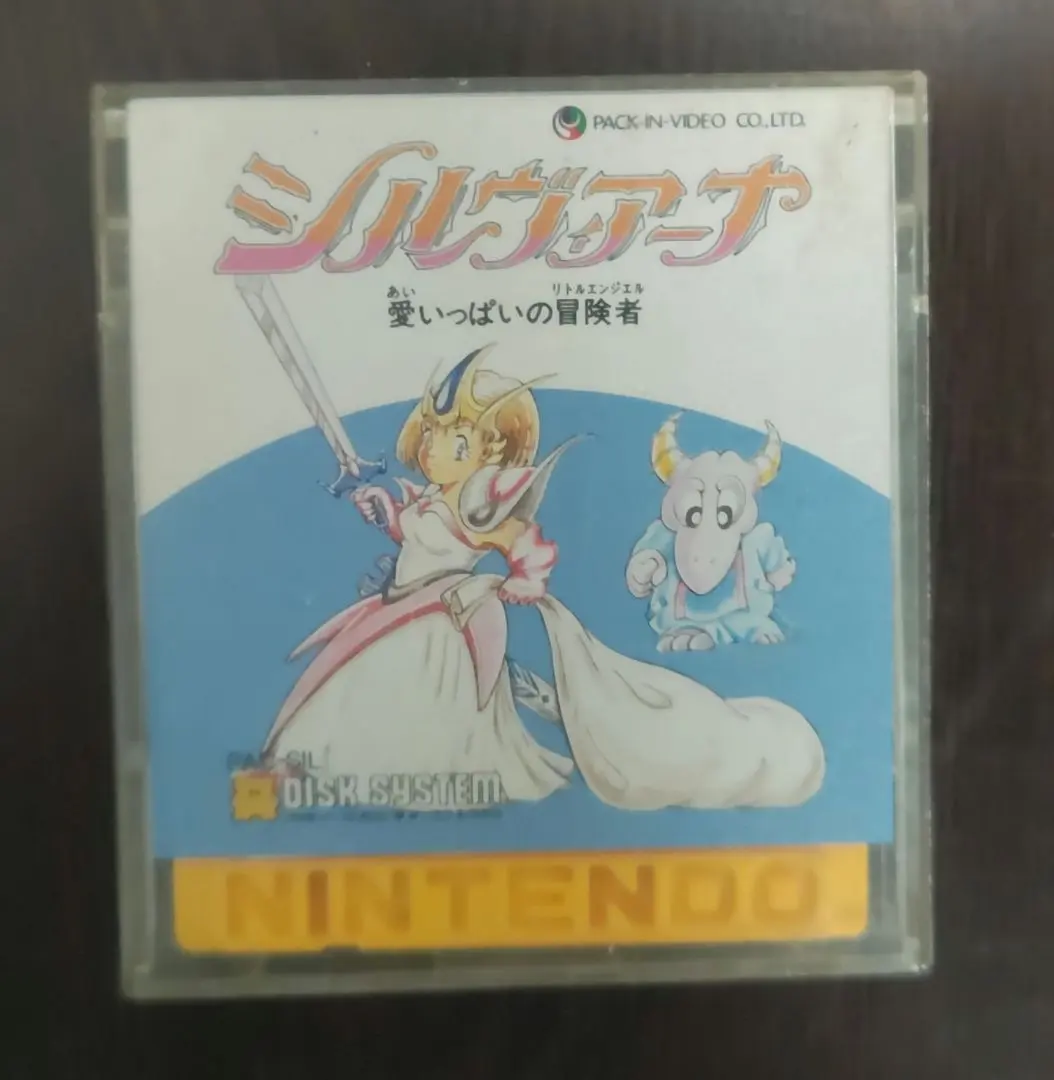 PACK-IN-VIDEO CO.,LTD.
シルヴァーナ
あい リトルエンジェル
愛いっぱいの冒険者
DISK SYSTEM
NINTENDO